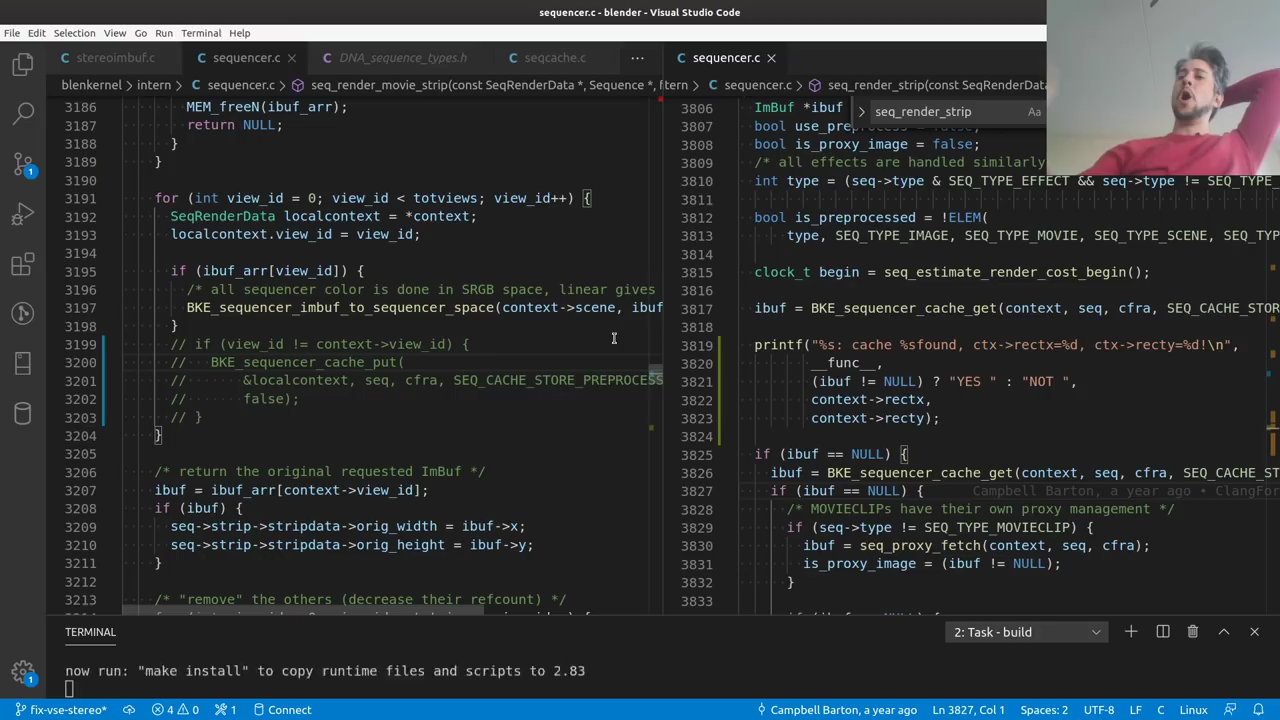 sequencer.c - blender - Visual Studio Code
File Edit Selection View Go Run Terminal Help
stereoimbuf.c sequencer.c DNA_sequence_types.h seqcache.c ··· sequencer.c
blenkernel > intern > sequencer.c > seq_render_movie_strip(const SeqRenderData *, Sequence *, f
tern > sequencer.c > seq_render_strip(const SeqRenderData
seq_render_strip Aa
3186 MEM_freeN(ibuf_arr);
3187 return NULL;
3188 }
3189 }
3190
3191 for (int view_id = 0; view_id < totviews; view_id++) {
3192 SeqRenderData localcontext = *context;
3193 localcontext.view_id = view_id;
3194
3195 if (ibuf_arr[view_id]) {
3196 /* all sequencer color is done in SRGB space, linear gives
3197 BKE_sequencer_imbuf_to_sequencer_space(context->scene, ibuf
3198 }
3199 // if (view_id != context->view_id) {
3200 // BKE_sequencer_cache_put(
3201 // &localcontext, seq, cfra, SEQ_CACHE_STORE_PREPROCESS
3202 // false);
3203 // }
3204 }
3205
3206 /* return the original requested ImBuf */
3207 ibuf = ibuf_arr[context->view_id];
3208 if (ibuf) {
3209 seq->strip->stripdata->orig_width = ibuf->x;
3210 seq->strip->stripdata->orig_height = ibuf->y;
3211 }
3212
3213 /* "remove" the others (decrease their refcount) */
3806 ImBuf *ibuf
3807 bool use_preprocess = false;
3808 bool is_proxy_image = false;
3809 /* all effects are handled similarly
3810 int type = (seq->type & SEQ_TYPE_EFFECT && seq->type != SEQ_TYPE_
3811
3812 bool is_preprocessed = !ELEM(
3813 type, SEQ_TYPE_IMAGE, SEQ_TYPE_MOVIE, SEQ_TYPE_SCENE, SEQ_TYP
3814
3815 clock_t begin = seq_estimate_render_cost_begin();
3816
3817 ibuf = BKE_sequencer_cache_get(context, seq, cfra, SEQ_CACHE_STOR
3818
3819 printf("%s: cache %sfound, ctx->rectx=%d, ctx->recty=%d!\n",
3820 __func__,
3821 (ibuf != NULL) ? "YES " : "NOT ",
3822 context->rectx,
3823 context->recty);
3824
3825 if (ibuf == NULL) {
3826 ibuf = BKE_sequencer_cache_get(context, seq, cfra, SEQ_CACHE_ST
3827 if (ibuf == NULL) { Campbell Barton, a year ago • ClangFor
3828 /* MOVIECLIPs have their own proxy management */
3829 if (seq->type != SEQ_TYPE_MOVIECLIP) {
3830 ibuf = seq_proxy_fetch(context, seq, cfra);
3831 is_proxy_image = (ibuf != NULL);
3832 }
3833
TERMINAL 2: Task - build
now run: "make install" to copy runtime files and scripts to 2.83
1
1
fix-vse-stereo* 4 0 1 Connect Campbell Barton, a year ago Ln 3827, Col 1 Spaces: 2 UTF-8 LF C Linux